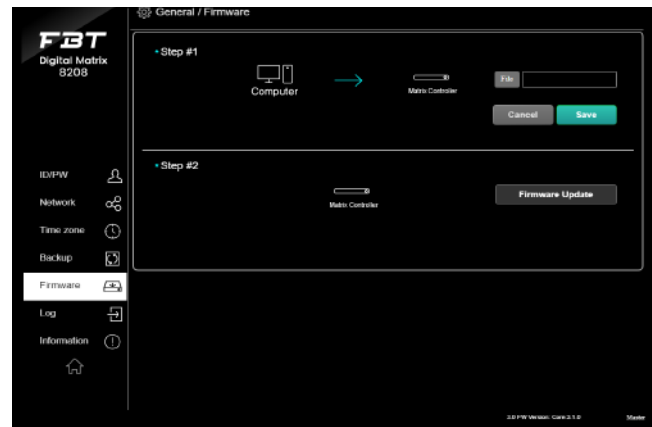 General / Firmware
FBT
Digital Matrix
8208
Step #1
Computer
Matrix Controller
File
Cancel
Save
Step #2
Matrix Controller
Firmware Update
ID/PW
Network
Time zone
Backup
Firmware
Log
Information
Master